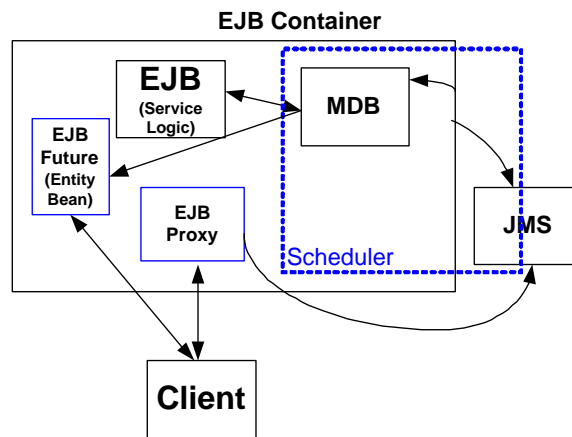 EJB Container
EJB
(Service
Logic)
MDB
EJB
Future
(Entity
Bean)
EJB
Proxy
JMS
Scheduler
Client